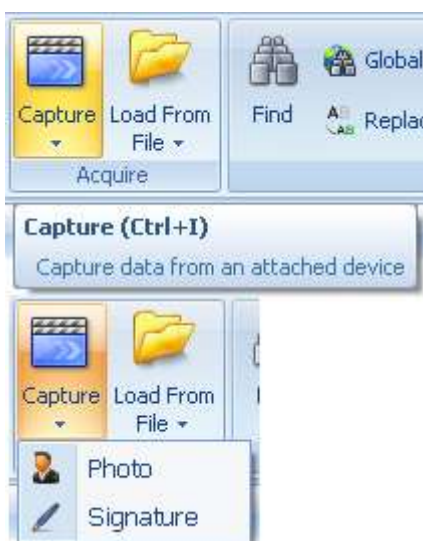 Capture
Load From
File
Find
Global
Replac
Acquire
Capture (Ctrl+I)
Capture data from an attached device
Capture
Load From
File
Photo
Signature